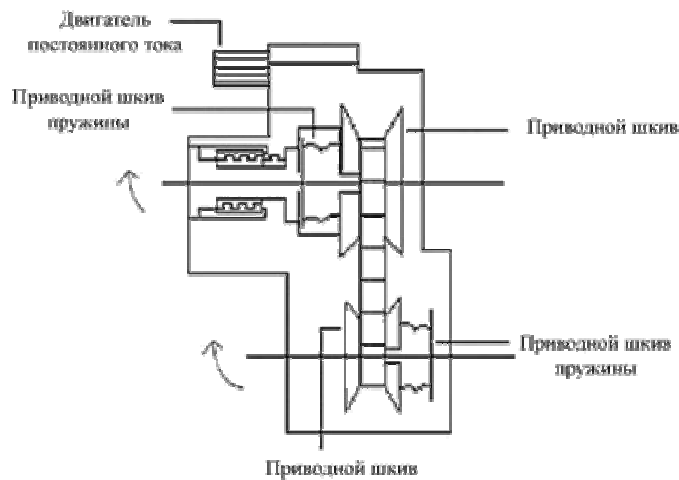 Двигатель
постоянного тока
Приводной шкив
пружины
Приводной шкив
Приводной шкив
пружины
Приводной шкив